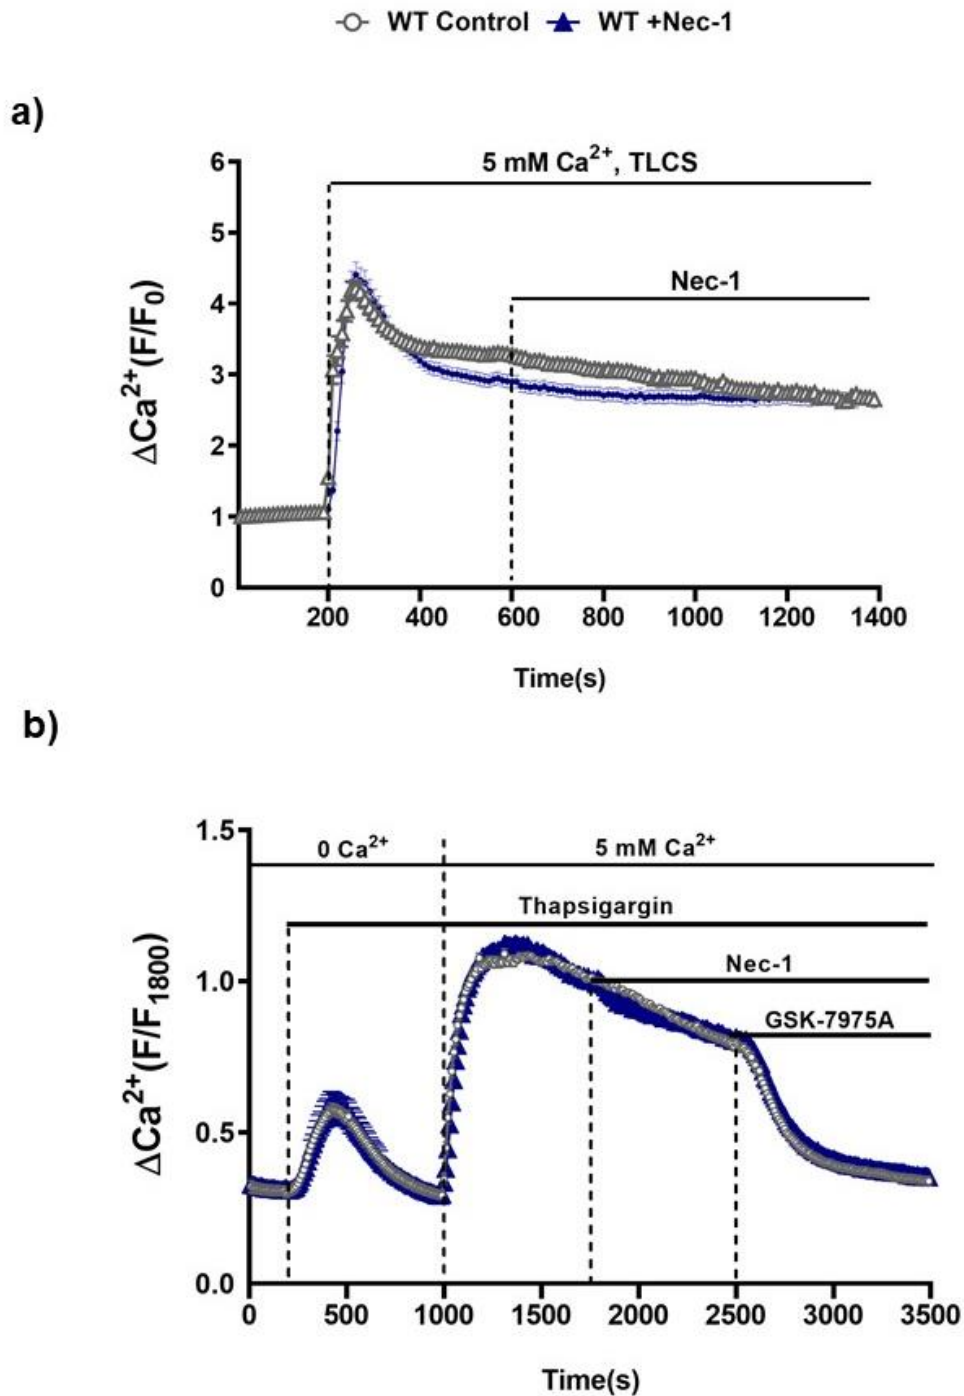 WT Control WT +Nec-1
a)
5 mM Ca²⁺, TLCS
Nec-1
ΔCa²⁺(F/F₀)
6
5
4
3
2
1
0
200 400 600 800 1000 1200 1400
Time(s)
b)
0 Ca²⁺ 5 mM Ca²⁺
Thapsigargin
Nec-1
GSK-7975A
ΔCa²⁺(F/F₁₈₀₀)
1.5
1.0
0.5
0.0
0 500 1000 1500 2000 2500 3000 3500
Time(s)